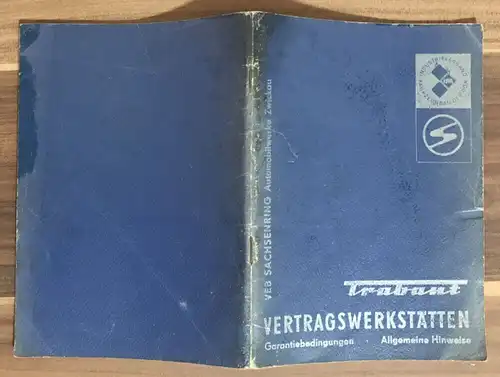 VEB SACHSENRING Automobilwerke Zwickau
Trabant
VERTRAGSWERKSTÄTTEN
Garantiebedingungen · Allgemeine Hinweise